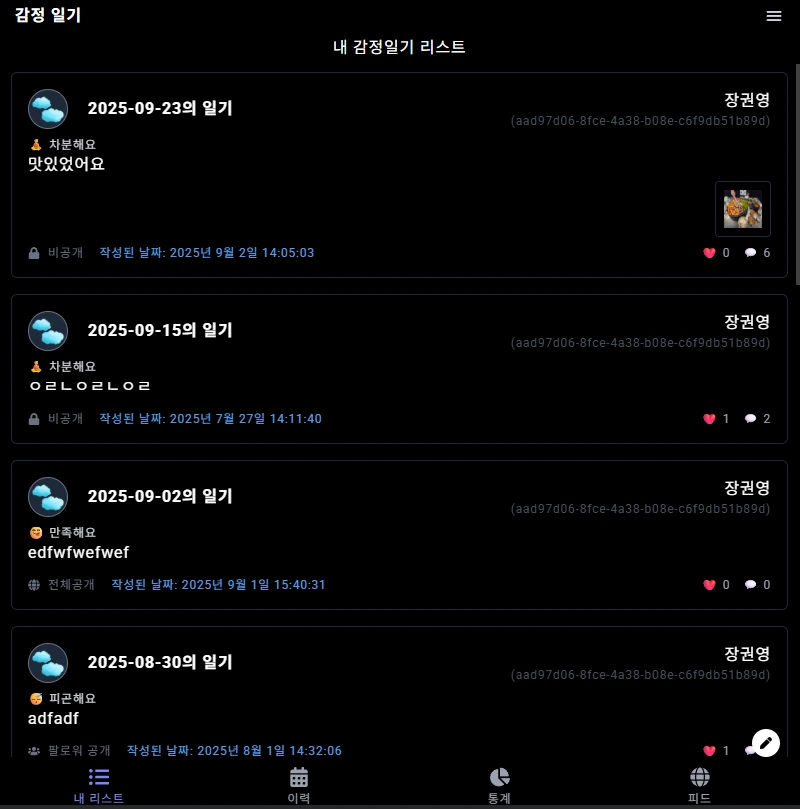 감정 일기
내 감정일기 리스트
2025-09-23의 일기
장권영
(aad97d06-8fce-4a38-b08e-c6f9db51b89d)
차분해요
맛있었어요
비공개 작성된 날짜: 2025년 9월 2일 14:05:03 0 6
2025-09-15의 일기
장권영
(aad97d06-8fce-4a38-b08e-c6f9db51b89d)
차분해요
ㅇㄹㄴㅇㄹㄴㅇㄹ
비공개 작성된 날짜: 2025년 7월 27일 14:11:40 1 2
2025-09-02의 일기
장권영
(aad97d06-8fce-4a38-b08e-c6f9db51b89d)
만족해요
edfwfwefwef
전체공개 작성된 날짜: 2025년 9월 1일 15:40:31 0 0
2025-08-30의 일기
장권영
(aad97d06-8fce-4a38-b08e-c6f9db51b89d)
피곤해요
adfadf
팔로워 공개 작성된 날짜: 2025년 8월 1일 14:32:06 1
내 리스트 이력 통계 피드